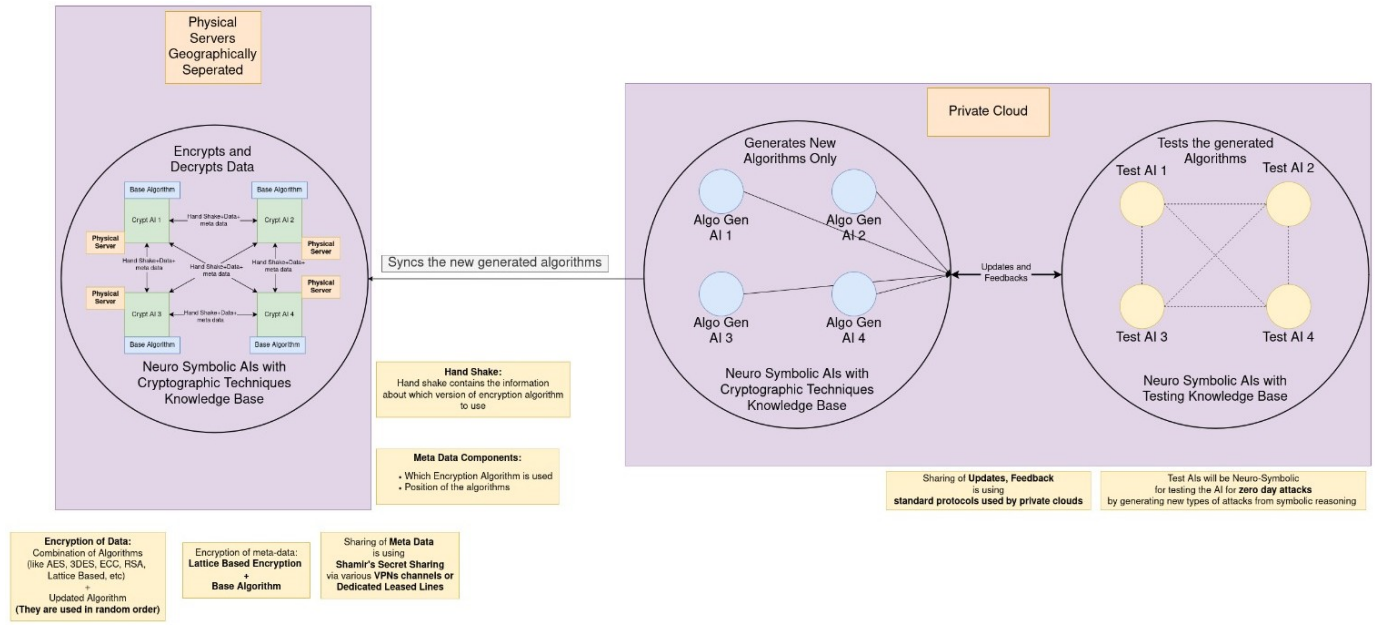 Physical
Servers
Geographically
Seperated
Encrypts and
Decrypts Data
Base Algorithm
Base Algorithm
Crypt AI 1
Hand Shake+Data+
meta data
Crypt AI 2
Physical
Server
Physical
Server
Hand Shake+Data+
meta data
Hand Shake+Data+
meta data
Hand Shake+Data+
meta data
Physical
Server
Physical
Server
Crypt AI 3
Hand Shake+Data+
meta data
Crypt AI 4
Base Algorithm
Base Algorithm
Neuro Symbolic AIs with
Cryptographic Techniques
Knowledge Base
Syncs the new generated algorithms
Private Cloud
Generates New
Algorithms Only
Algo Gen
AI 1
Algo Gen
AI 2
Algo Gen
AI 3
Algo Gen
AI 4
Neuro Symbolic AIs with
Cryptographic Techniques
Knowledge Base
Updates and
Feedbacks
Tests the generated
Algorithms
Test AI 1
Test AI 2
Test AI 3
Test AI 4
Neuro Symbolic AIs with
Testing Knowledge Base
Hand Shake:
Hand shake contains the information
about which version of encryption algorithm
to use
Meta Data Components:
• Which Encryption Algorithm is used
• Position of the algorithms
Sharing of Updates, Feedback
is using
standard protocols used by private clouds
Test AIs will be Neuro-Symbolic
for testing the AI for zero day attacks
by generating new types of attacks from symbolic reasoning
Encryption of Data:
Combination of Algorithms
(like AES, 3DES, ECC, RSA,
Lattice Based, etc)
+
Updated Algorithm
(They are used in random order)
Encryption of meta-data:
Lattice Based Encryption
+
Base Algorithm
Sharing of Meta Data
is using
Shamir's Secret Sharing
via various VPNs channels or
Dedicated Leased Lines